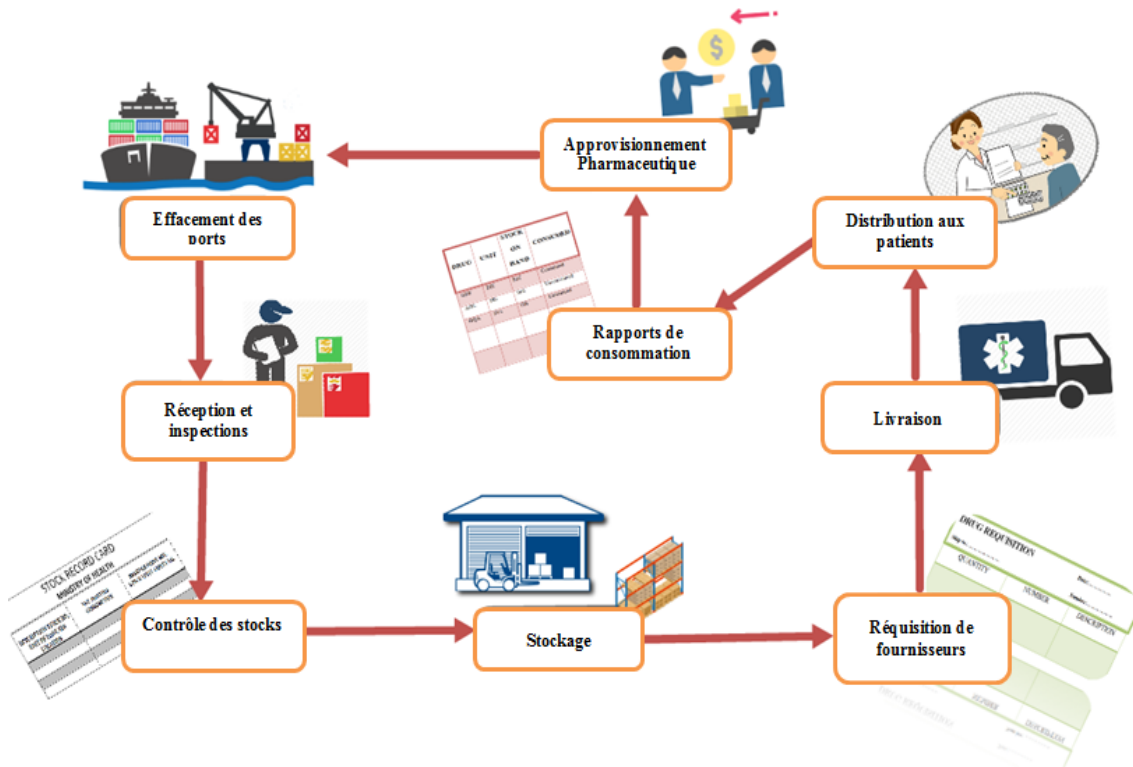 $
Approvisionnement
Pharmaceutique
Effacement des
ports
Distribution aux
patients
DRUG
UNIT
STOCK
ON
HAND
CONSUMED
Rapports de
consommation
Réception et
inspections
Livraison
STOCK RECORD CARD
MINISTRY OF HEALTH
Contrôle des stocks
Stockage
Réquisition de
fournisseurs
DRUG REQUISITION
QUANTITY
NUMBER
DESCRIPTION